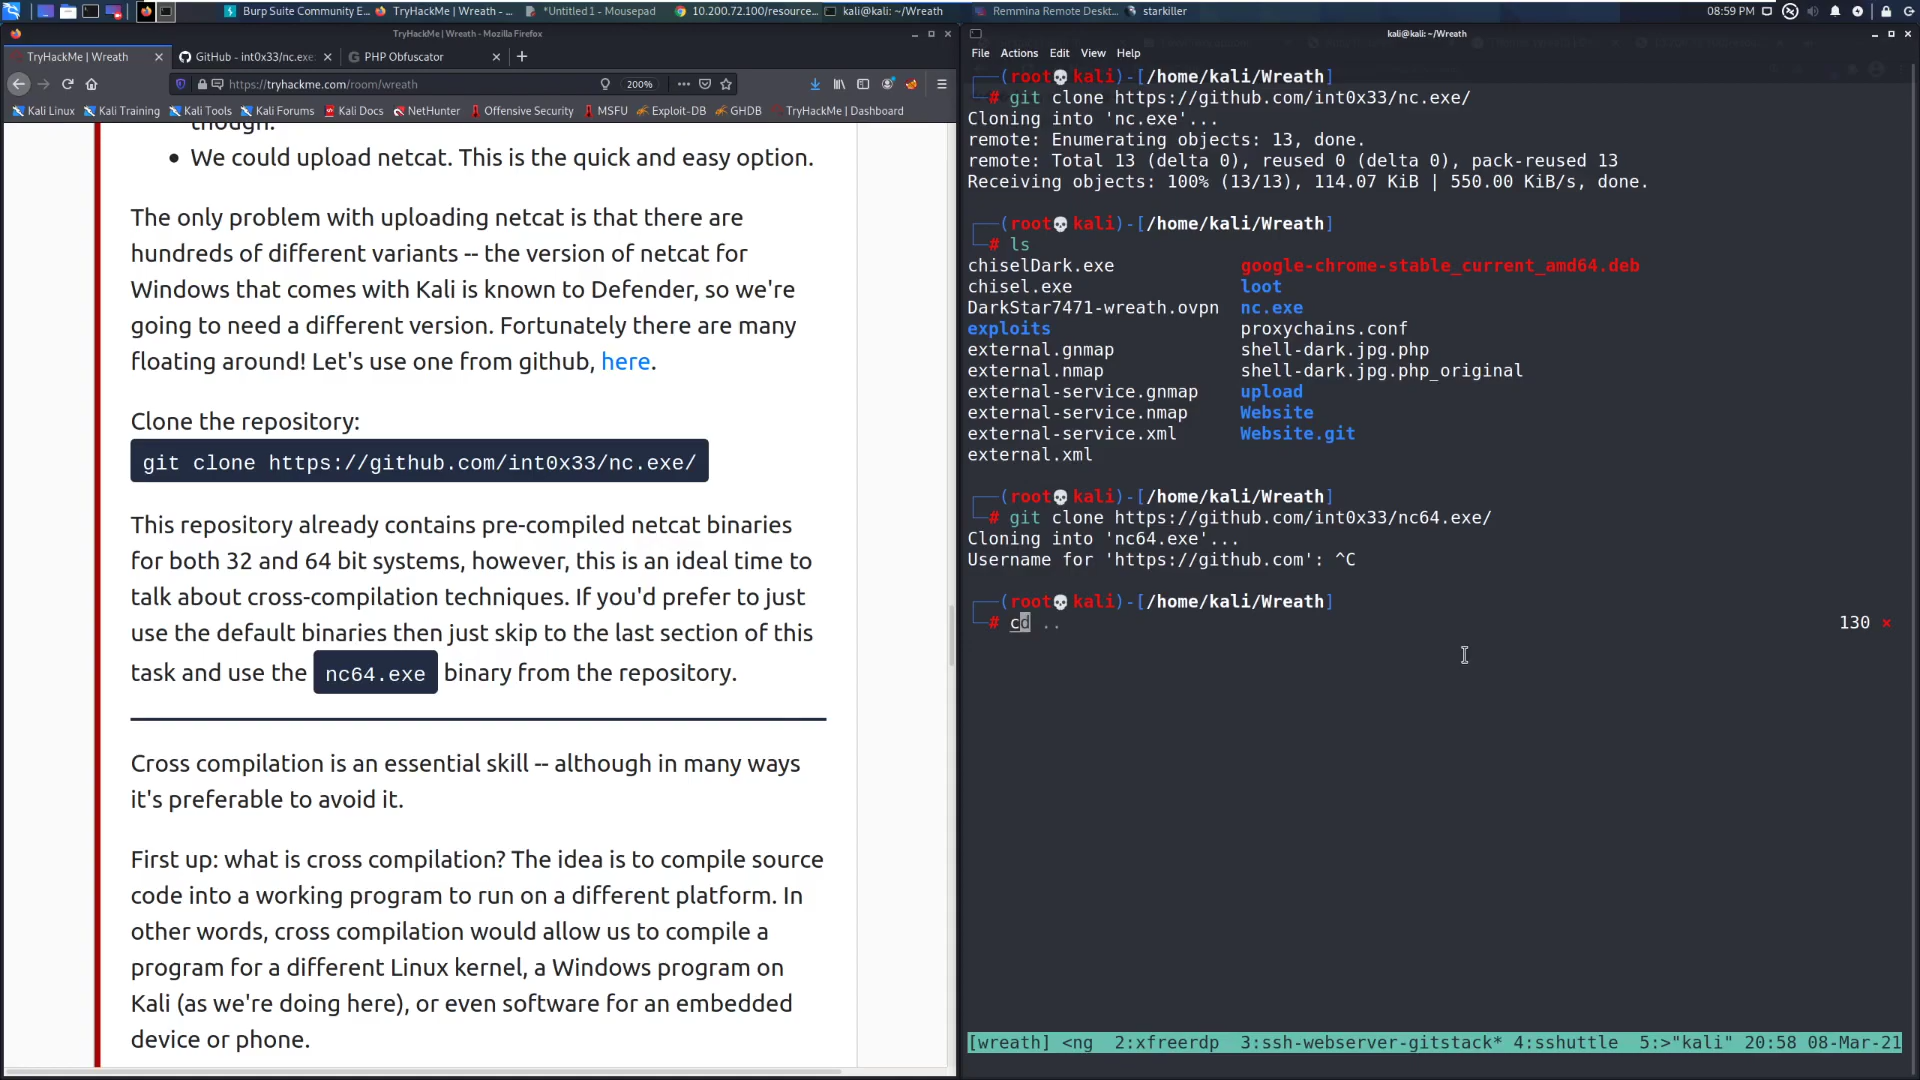 Burp Suite Community E...
TryHackMe | Wreath - ...
*Untitled 1 - Mousepad
10.200.72.100/resource...
kali@kali: ~/Wreath
Remmina Remote Deskt...
starkiller
08:59 PM
TryHackMe | Wreath - Mozilla Firefox
TryHackMe | Wreath
GitHub - int0x33/nc.exe:
PHP Obfuscator
https://tryhackme.com/room/wreath
200%
Kali Linux
Kali Training
Kali Tools
Kali Forums
Kali Docs
NetHunter
Offensive Security
MSFU
Exploit-DB
GHDB
TryHackMe | Dashboard
though.
• We could upload netcat. This is the quick and easy option.
The only problem with uploading netcat is that there are
hundreds of different variants -- the version of netcat for
Windows that comes with Kali is known to Defender, so we're
going to need a different version. Fortunately there are many
floating around! Let's use one from github, here.
Clone the repository:
git clone https://github.com/int0x33/nc.exe/
This repository already contains pre-compiled netcat binaries
for both 32 and 64 bit systems, however, this is an ideal time to
talk about cross-compilation techniques. If you'd prefer to just
use the default binaries then just skip to the last section of this
task and use the nc64.exe binary from the repository.
Cross compilation is an essential skill -- although in many ways
it's preferable to avoid it.
First up: what is cross compilation? The idea is to compile source
code into a working program to run on a different platform. In
other words, cross compilation would allow us to compile a
program for a different Linux kernel, a Windows program on
Kali (as we're doing here), or even software for an embedded
device or phone.
kali@kali: ~/Wreath
File Actions Edit View Help
┌──(root💀kali)-[/home/kali/Wreath]
└─# git clone https://github.com/int0x33/nc.exe/
Cloning into 'nc.exe'...
remote: Enumerating objects: 13, done.
remote: Total 13 (delta 0), reused 0 (delta 0), pack-reused 13
Receiving objects: 100% (13/13), 114.07 KiB | 550.00 KiB/s, done.
┌──(root💀kali)-[/home/kali/Wreath]
└─# ls
chiselDark.exe google-chrome-stable_current_amd64.deb
chisel.exe loot
DarkStar7471-wreath.ovpn nc.exe
exploits proxychains.conf
external.gnmap shell-dark.jpg.php
external.nmap shell-dark.jpg.php_original
external-service.gnmap upload
external-service.nmap Website
external-service.xml Website.git
external.xml
┌──(root💀kali)-[/home/kali/Wreath]
└─# git clone https://github.com/int0x33/nc64.exe/
Cloning into 'nc64.exe'...
Username for 'https://github.com': ^C
┌──(root💀kali)-[/home/kali/Wreath]
└─# cd .. 130 ⨯
[wreath] <ng 2:xfreerdp 3:ssh-webserver-gitstack* 4:sshuttle 5:>"kali" 20:58 08-Mar-21